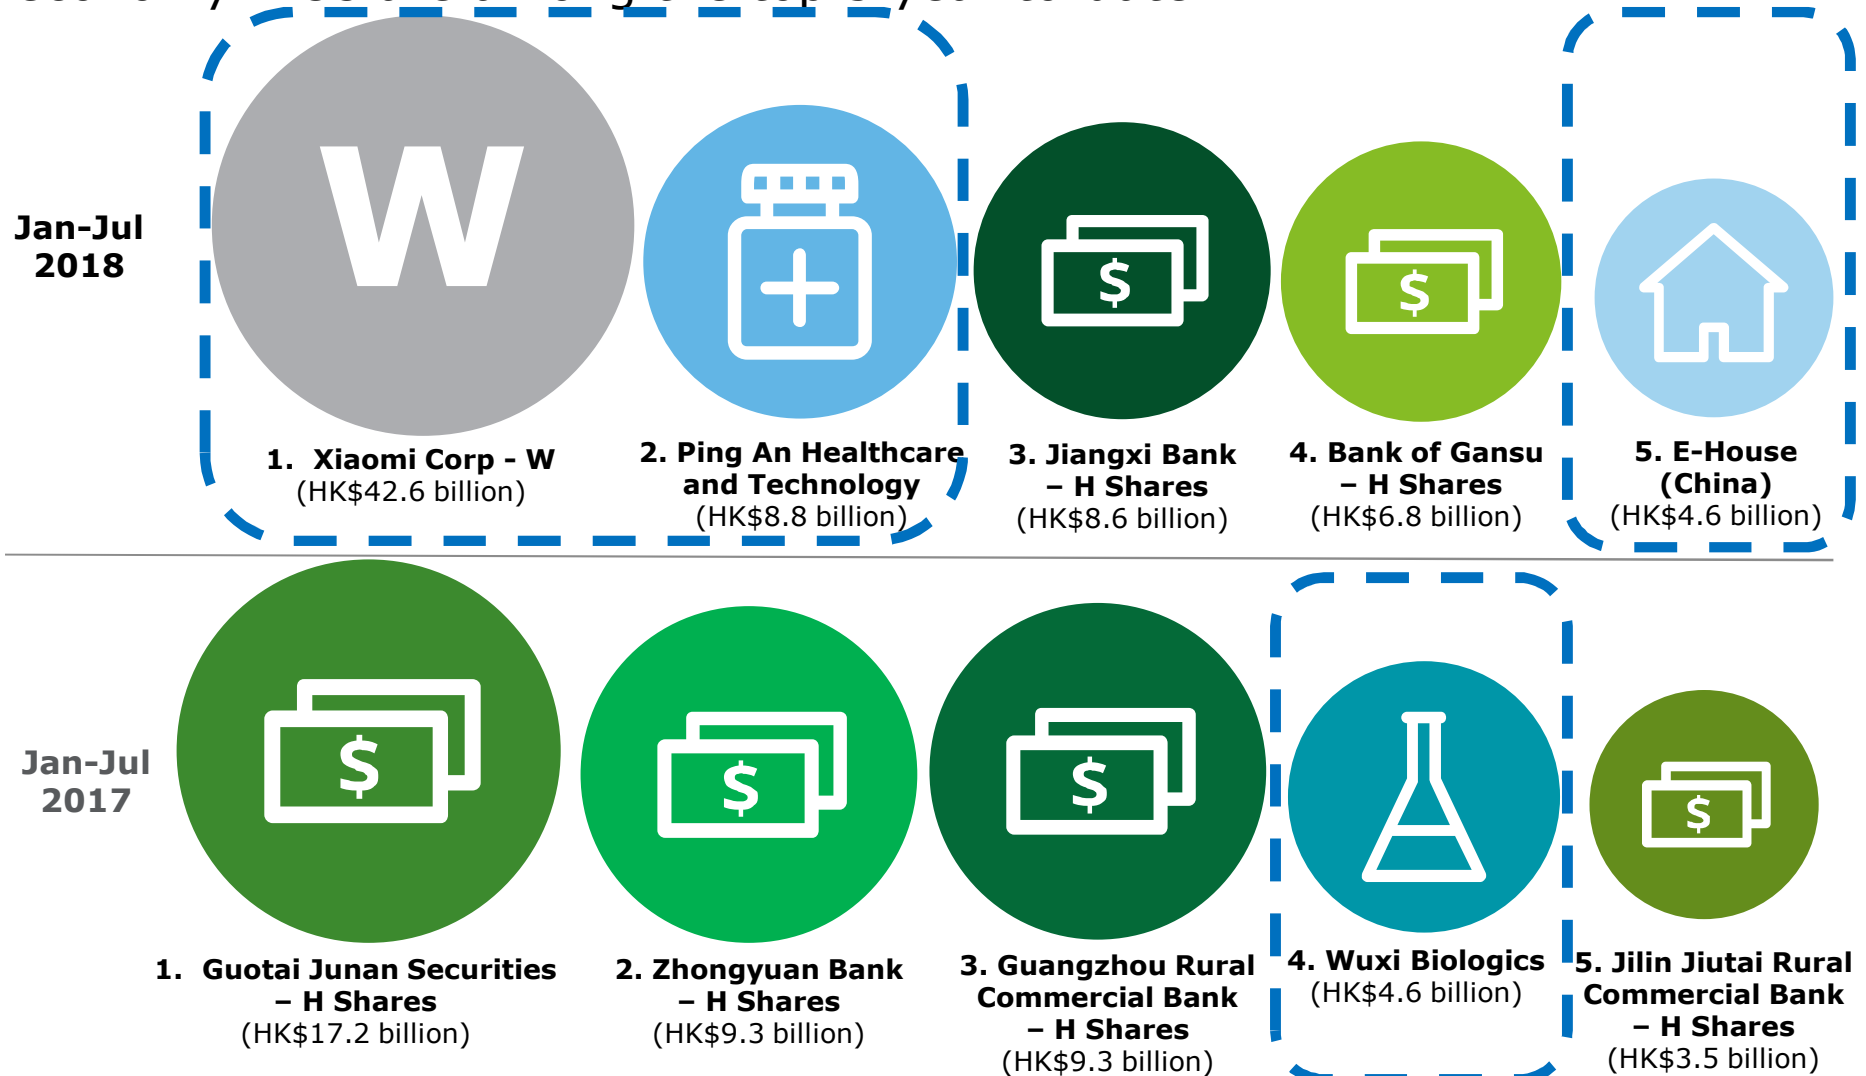 W
$
$
Jan-Jul
2018
1. Xiaomi Corp - W
(HK$42.6 billion)
2. Ping An Healthcare
and Technology
(HK$8.8 billion)
3. Jiangxi Bank
– H Shares
(HK$8.6 billion)
4. Bank of Gansu
– H Shares
(HK$6.8 billion)
5. E-House
(China)
(HK$4.6 billion)
$
$
$
$
Jan-Jul
2017
1. Guotai Junan Securities
– H Shares
(HK$17.2 billion)
2. Zhongyuan Bank
– H Shares
(HK$9.3 billion)
3. Guangzhou Rural
Commercial Bank
– H Shares
(HK$9.3 billion)
4. Wuxi Biologics
(HK$4.6 billion)
5. Jilin Jiutai Rural
Commercial Bank
– H Shares
(HK$3.5 billion)